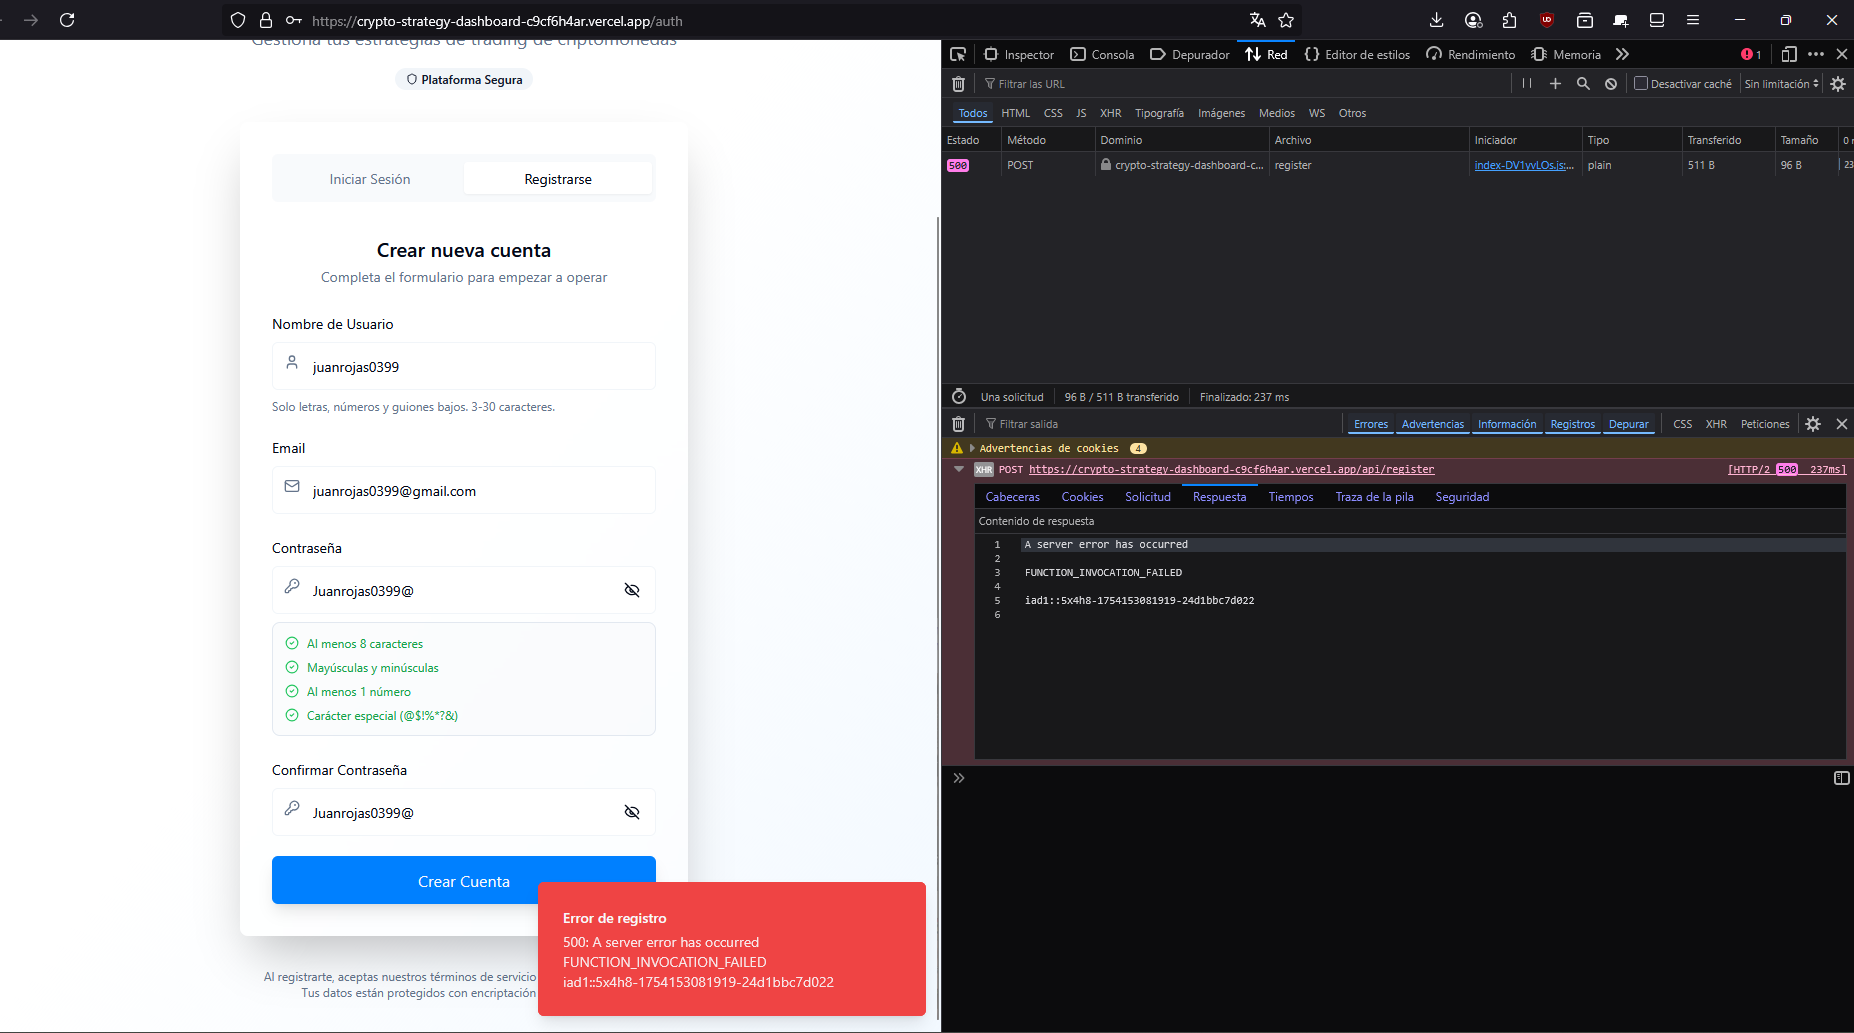 https://crypto-strategy-dashboard-c9cf6h4ar.vercel.app/auth
Gestiona tus estrategias de trading de criptomonedas
Plataforma Segura
Iniciar Sesión
Registrarse
Crear nueva cuenta
Completa el formulario para empezar a operar
Nombre de Usuario
juanrojas0399
Solo letras, números y guiones bajos. 3-30 caracteres.
Email
juanrojas0399@gmail.com
Contraseña
Juanrojas0399@
Al menos 8 caracteres
Mayúsculas y minúsculas
Al menos 1 número
Carácter especial (@$!%*?&)
Confirmar Contraseña
Juanrojas0399@
Crear Cuenta
Al registrarte, aceptas nuestros términos de servicio
Tus datos están protegidos con encriptación
Error de registro
500: A server error has occurred
FUNCTION_INVOCATION_FAILED
iad1::5x4h8-1754153081919-24d1bbc7d022
Inspector Consola Depurador Red Editor de estilos Rendimiento Memoria 1
Filtrar las URL Desactivar caché Sin limitación
Todos HTML CSS JS XHR Tipografía Imágenes Medios WS Otros
Estado Método Dominio Archivo Iniciador Tipo Transferido Tamaño 0
500 POST crypto-strategy-dashboard-c... register index-DV1yvLOs.js:... plain 511 B 96 B 23
Una solicitud 96 B / 511 B transferido Finalizado: 237 ms
Filtrar salida Errores Advertencias Información Registros Depurar CSS XHR Peticiones
Advertencias de cookies 4
XHR POST https://crypto-strategy-dashboard-c9cf6h4ar.vercel.app/api/register [HTTP/2 500 237ms]
Cabeceras Cookies Solicitud Respuesta Tiempos Traza de la pila Seguridad
Contenido de respuesta
1 A server error has occurred
2
3 FUNCTION_INVOCATION_FAILED
4
5 iad1::5x4h8-1754153081919-24d1bbc7d022
6